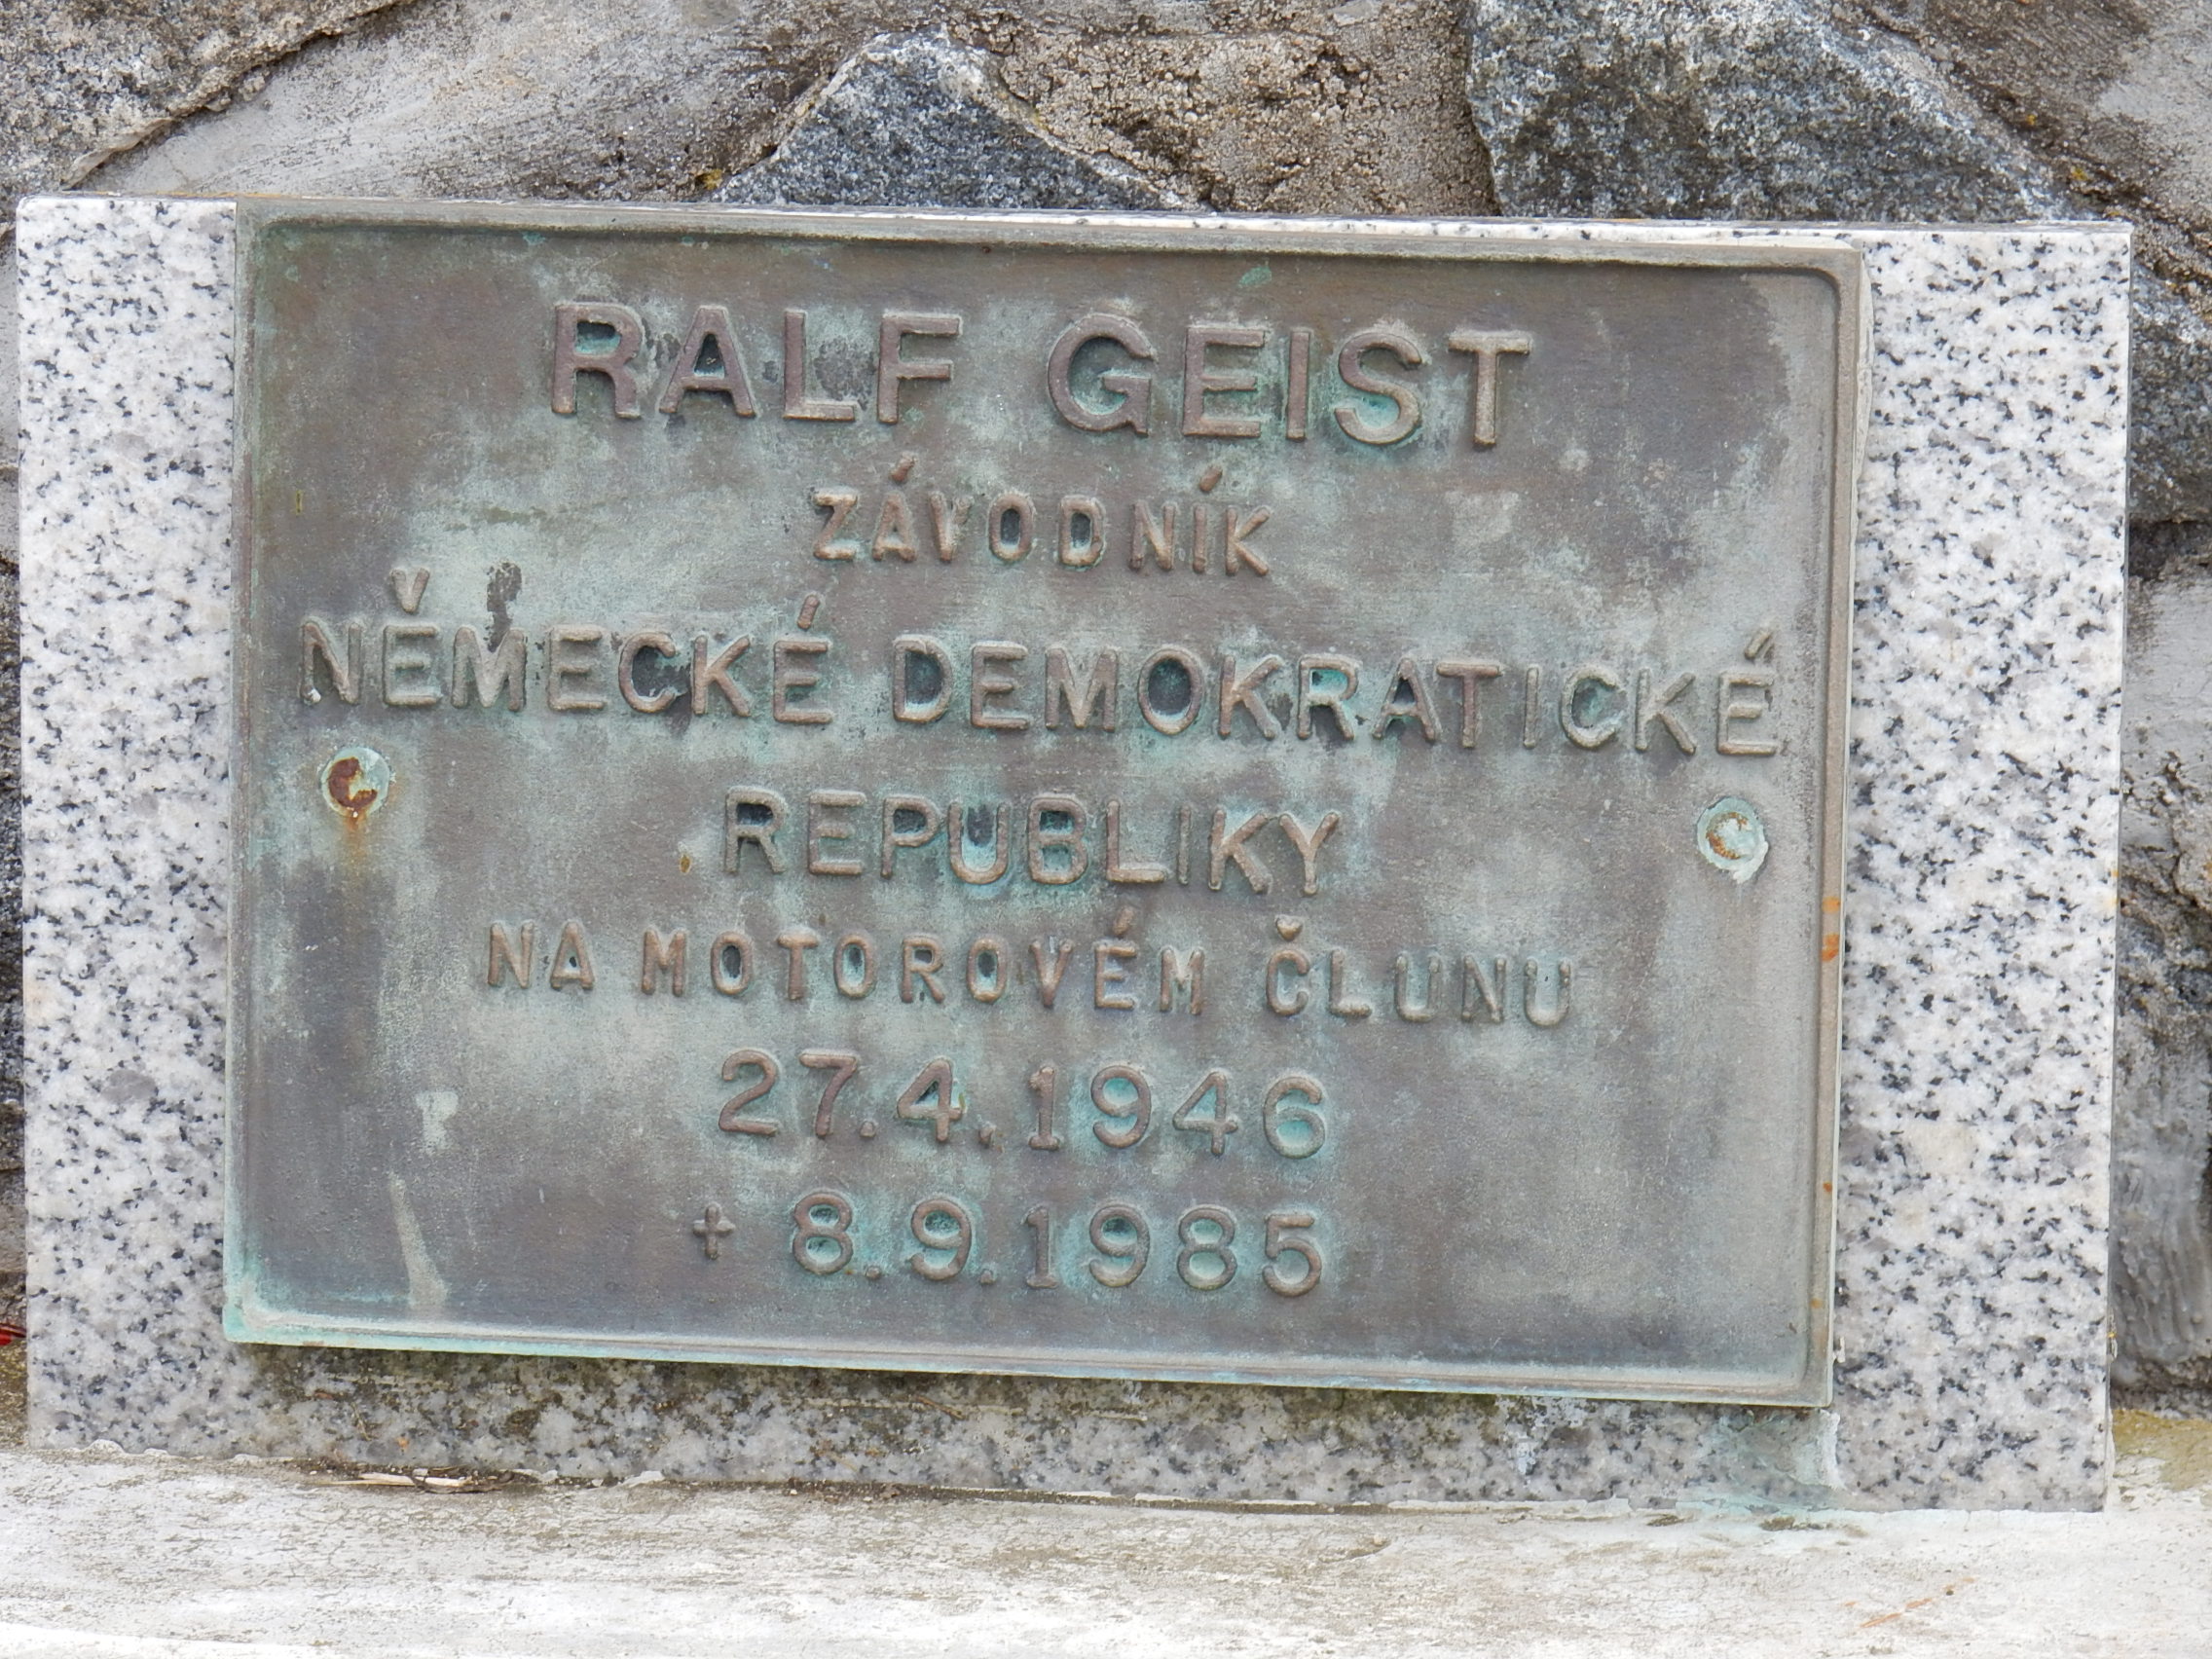 RALF GEIST
ZÁVODNÍK
NĚMECKÉ DEMOKRATICKÉ
REPUBLIKY
NA MOTOROVÉM ČLUNU
27.4.1946
+ 8.9.1985